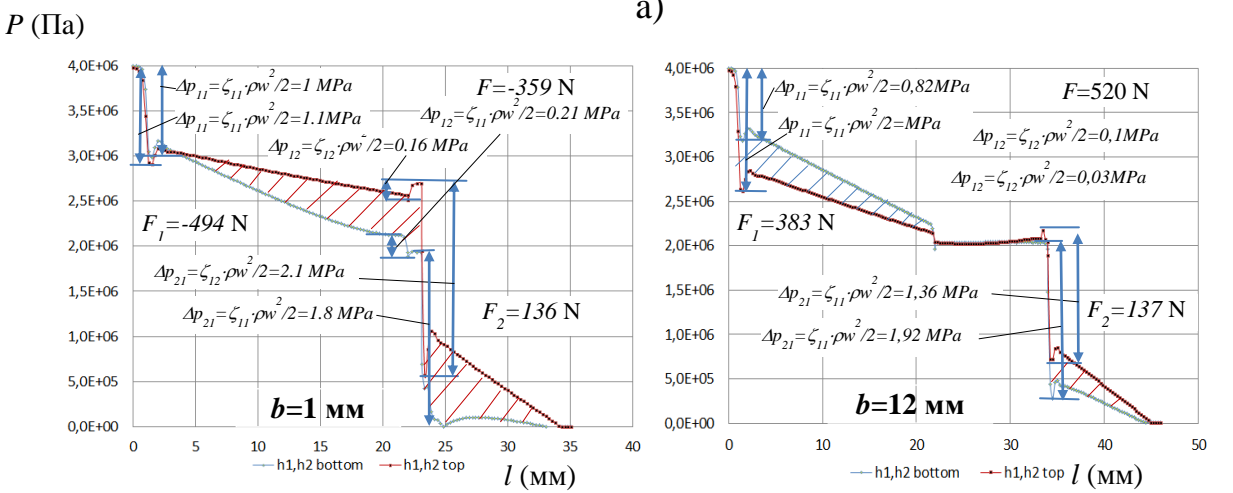 а)
P (Па)
4,0E+06
3,5E+06
3,0E+06
2,5E+06
2,0E+06
1,5E+06
1,0E+06
5,0E+05
0,0E+00
0 5 10 15 20 25 30 35 40
Δp11=ζ11·ρw²/2=1 MPa
Δp11=ζ11·ρw²/2=1.1MPa
F=-359 N
Δp12=ζ11·ρw²/2=0.21 MPa
Δp12=ζ12·ρw²/2=0.16 MPa
F1=-494 N
Δp21=ζ12·ρw²/2=2.1 MPa
Δp21=ζ11·ρw²/2=1.8 MPa
F2=136 N
b=1 мм
h1,h2 bottom h1,h2 top l (мм)
4,0E+06
3,5E+06
3,0E+06
2,5E+06
2,0E+06
1,5E+06
1,0E+06
5,0E+05
0,0E+00
0 10 20 30 40 50
Δp11=ζ11·ρw²/2=0,82MPa
F=520 N
Δp11=ζ11·ρw²/2=MPa
Δp12=ζ12·ρw²/2=0,1MPa
Δp12=ζ12·ρw²/2=0,03MPa
F1=383 N
Δp21=ζ11·ρw²/2=1,36 MPa
F2=137 N
Δp21=ζ11·ρw²/2=1,92 MPa
b=12 мм
h1,h2 bottom h1,h2 top l (мм)